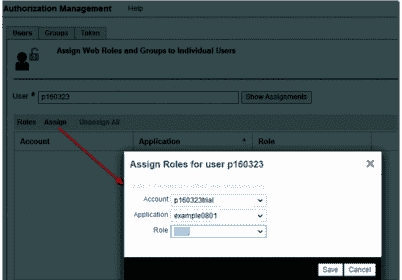 Authorization Management Help
Users Groups Token
Assign Web Roles and Groups to Individual Users
User * p160323 Show Assignments
Roles Assign Unassign All
Account Application Role
Assign Roles for user p160323
Account p160323trial
Application example0801
Role
Save Cancel